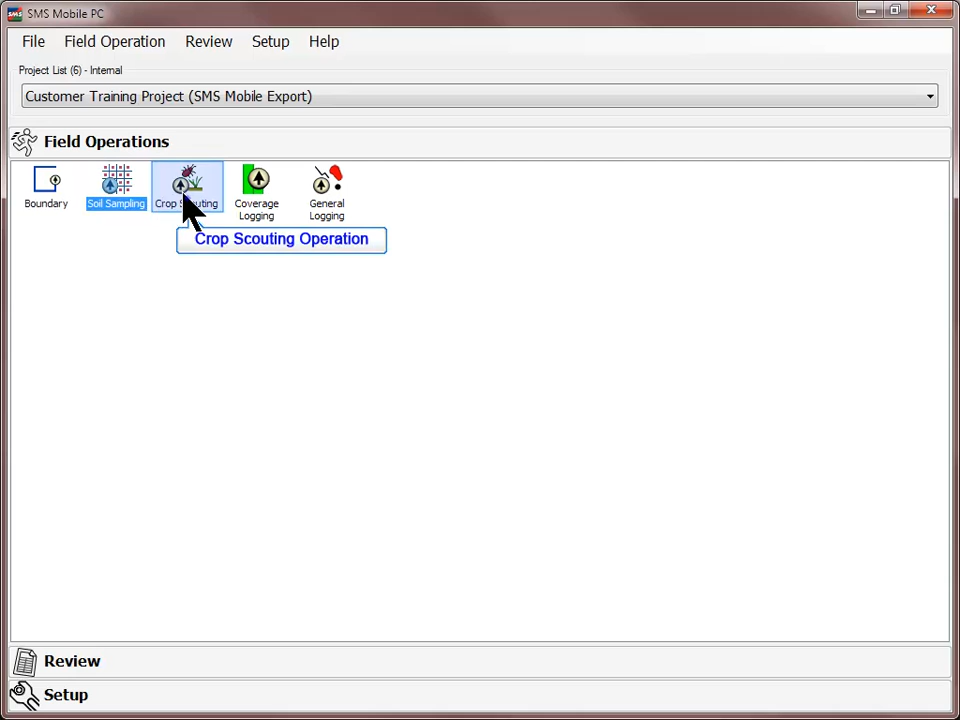 SMS
SMS Mobile PC
File Field Operation Review Setup Help
Project List (6) - Internal
Customer Training Project (SMS Mobile Export)
Field Operations
Boundary
Soil Sampling
Crop Scouting
Coverage
Logging
General
Logging
Crop Scouting Operation
Review
Setup